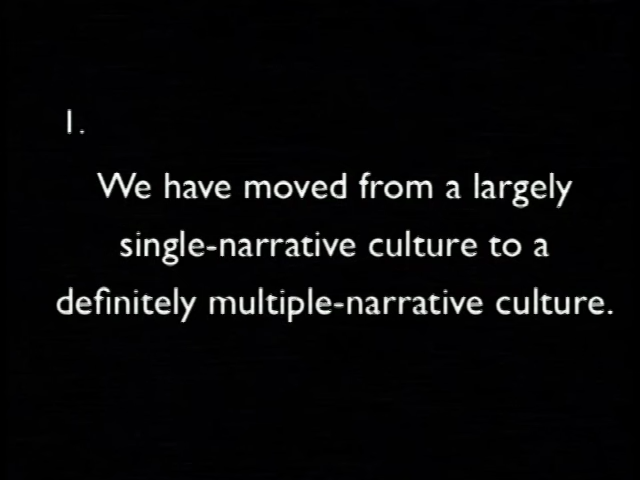 1.
We have moved from a largely
single-narrative culture to a
definitely multiple-narrative culture.